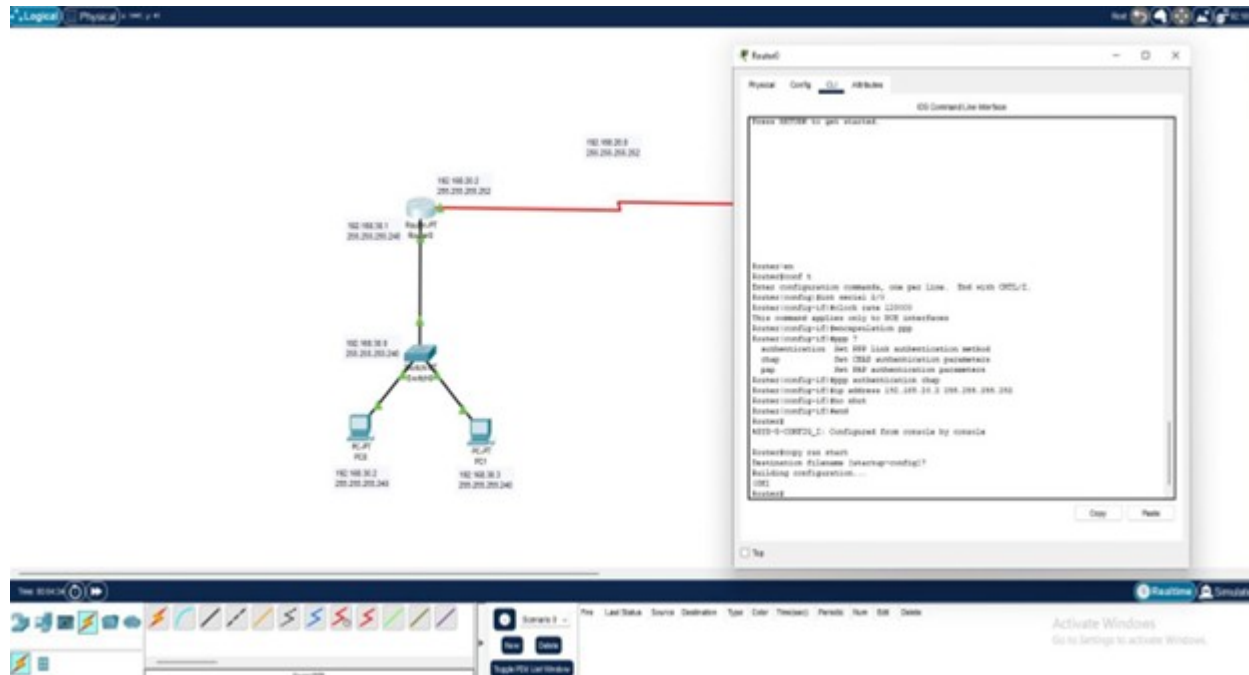 Logical Physical
Root
Router0
Physical Config CLI Attributes
IOS Command Line Interface
Press RETURN to get started.
192.168.20.0
255.255.255.252
192.168.20.2
255.255.255.252
192.168.30.1
255.255.255.240
Router-PT
Router0
Router>en
Router#conf t
Enter configuration commands, one per line. End with CNTL/Z.
Router(config)#int serial 2/0
Router(config-if)#clock rate 128000
This command applies only to DCE interfaces
Router(config-if)#encapsulation ppp
Router(config-if)#ppp ?
authentication Set PPP link authentication method
chap Set CHAP authentication parameters
pap Set PAP authentication parameters
Router(config-if)#ppp authentication chap
Router(config-if)#ip address 192.168.20.2 255.255.255.252
Router(config-if)#no shut
Router(config-if)#end
Router#
%SYS-5-CONFIG_I: Configured from console by console
Router#copy run start
Destination filename [startup-config]?
Building configuration...
[OK]
Router#
192.168.30.0
255.255.255.240
PC-PT
PC0
PC-PT
PC1
192.168.30.2
255.255.255.240
192.168.30.3
255.255.255.240
Copy Paste
Top
Realtime
Scenario 0
New Delete
Toggle PDU List Window
Fire Last Status Source Destination Type Color Time(sec) Periodic Num Edit Delete
Activate Windows
Go to Settings to activate Windows.